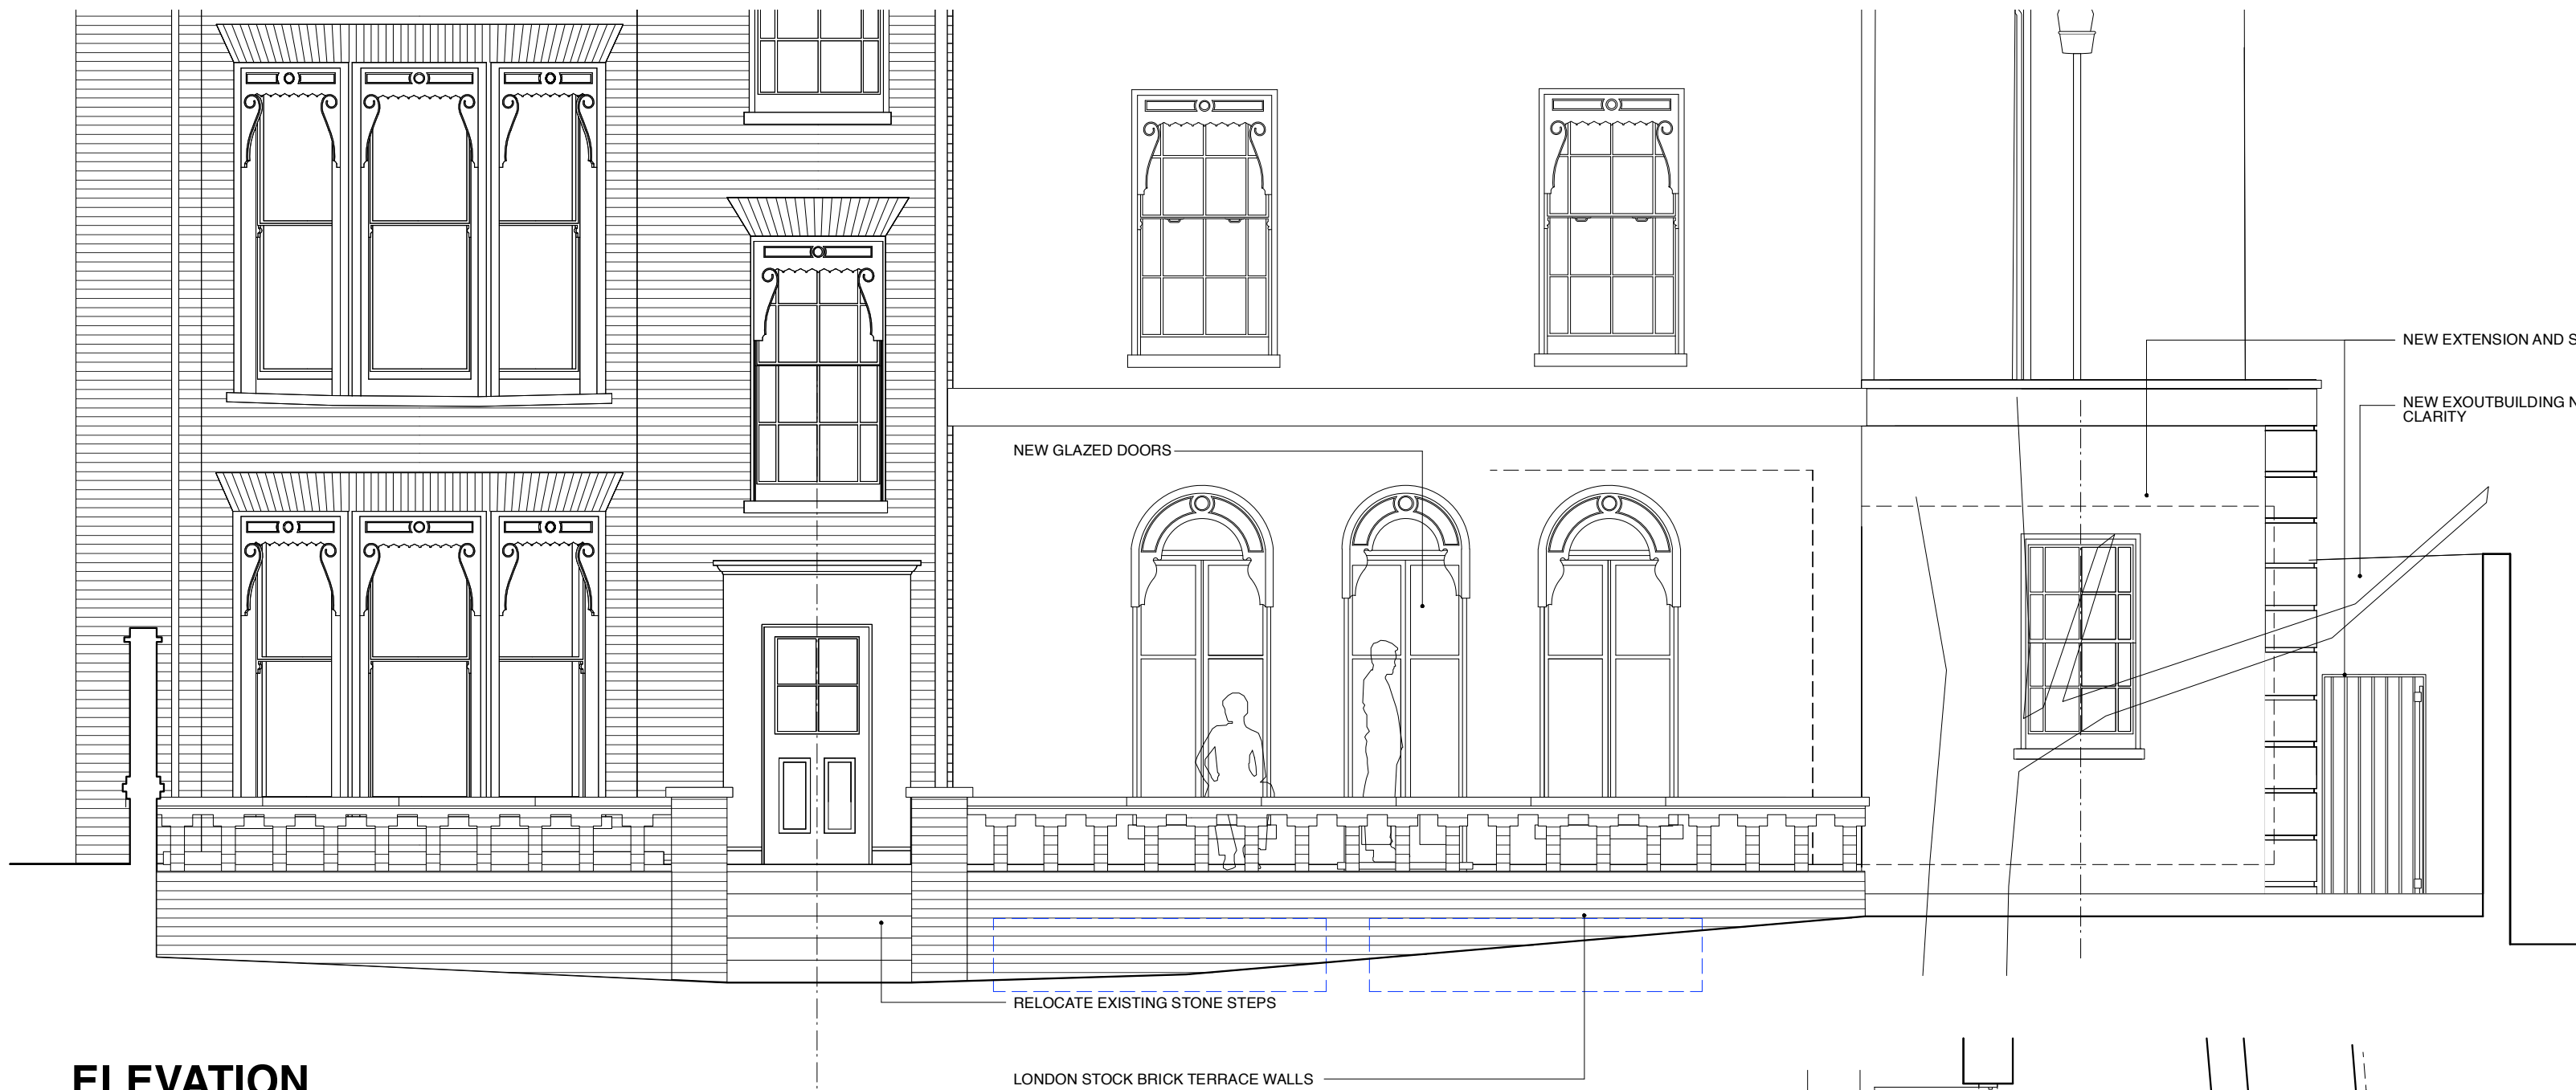 NEW EXTENSION AND S
NEW EXOUTBUILDING N
CLARITY
NEW GLAZED DOORS
RELOCATE EXISTING STONE STEPS
ELEVATION
LONDON STOCK BRICK TERRACE WALLS